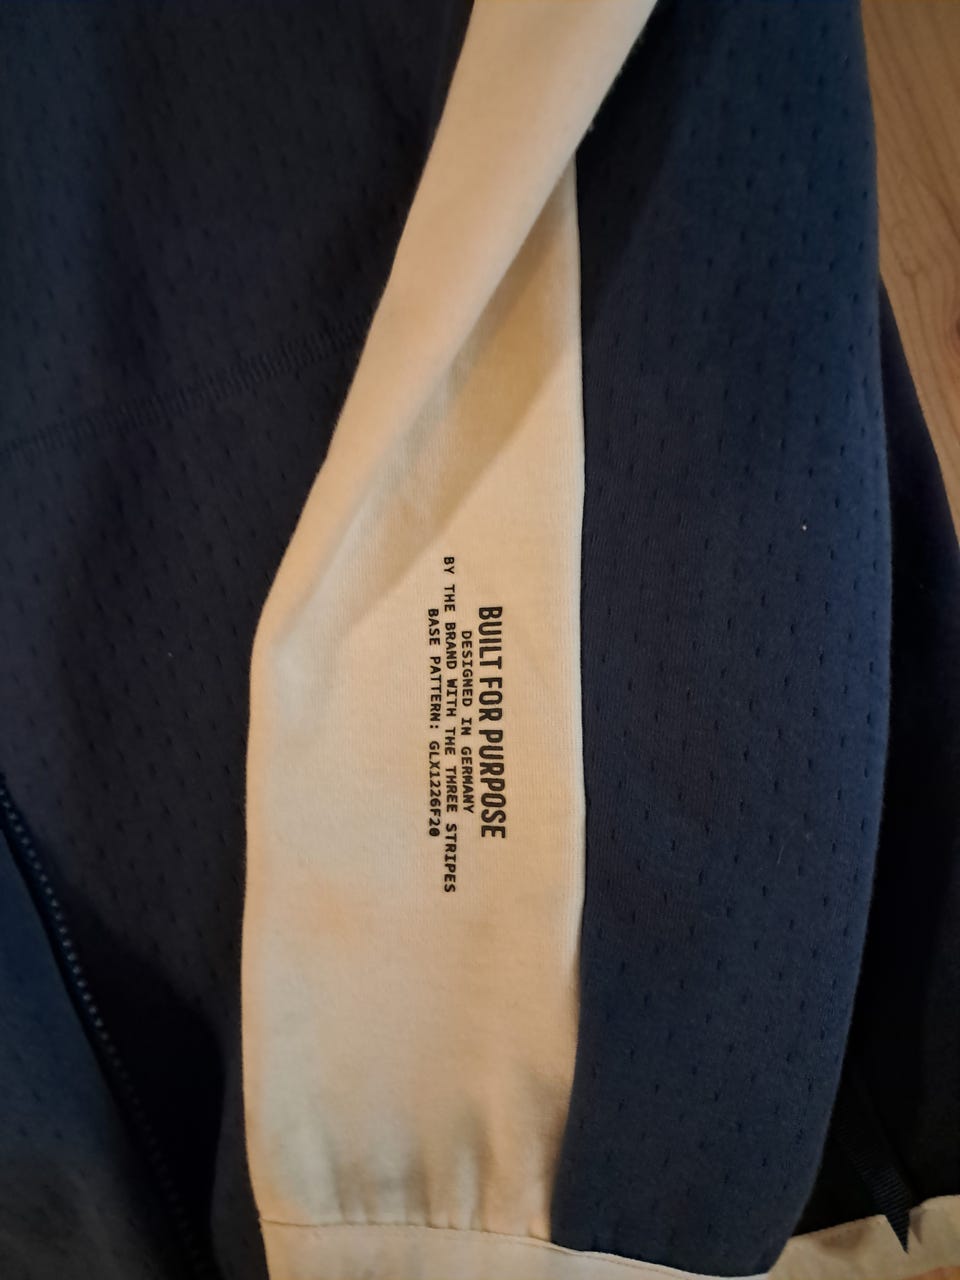 BUILT FOR PURPOSE
DESIGNED IN GERMANY
BY THE BRAND WITH THE THREE STRIPES
BASE PATTERN: GLX1226F20